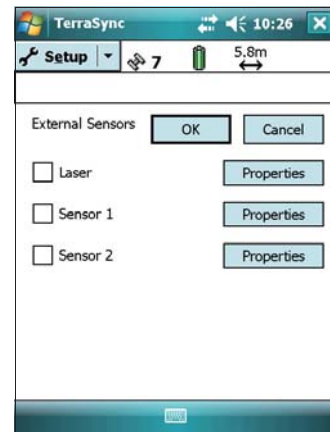 TerraSync 10:26
Setup 7 5.8m
External Sensors OK Cancel
Laser Properties
Sensor 1 Properties
Sensor 2 Properties